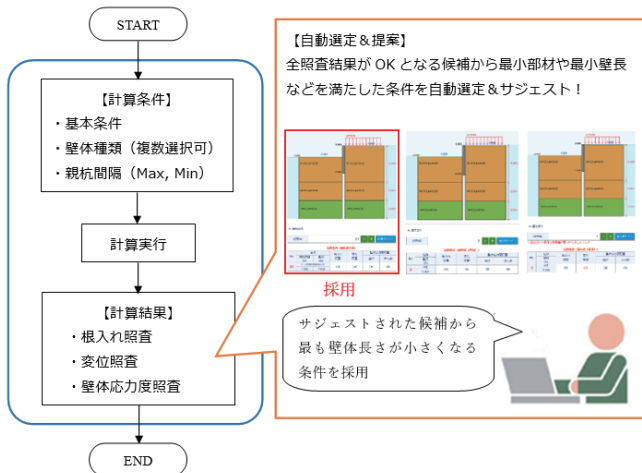 START
【計算条件】
・基本条件
・壁体種類（複数選択可）
・親杭間隔（Max, Min）
計算実行
【計算結果】
・根入れ照査
・変位照査
・壁体応力度照査
END
【自動選定＆提案】
全照査結果が OK となる候補から最小部材や最小壁長
などを満たした条件を自動選定＆サジェスト！
採用
サジェストされた候補から
最も壁体長さが小さくなる
条件を採用